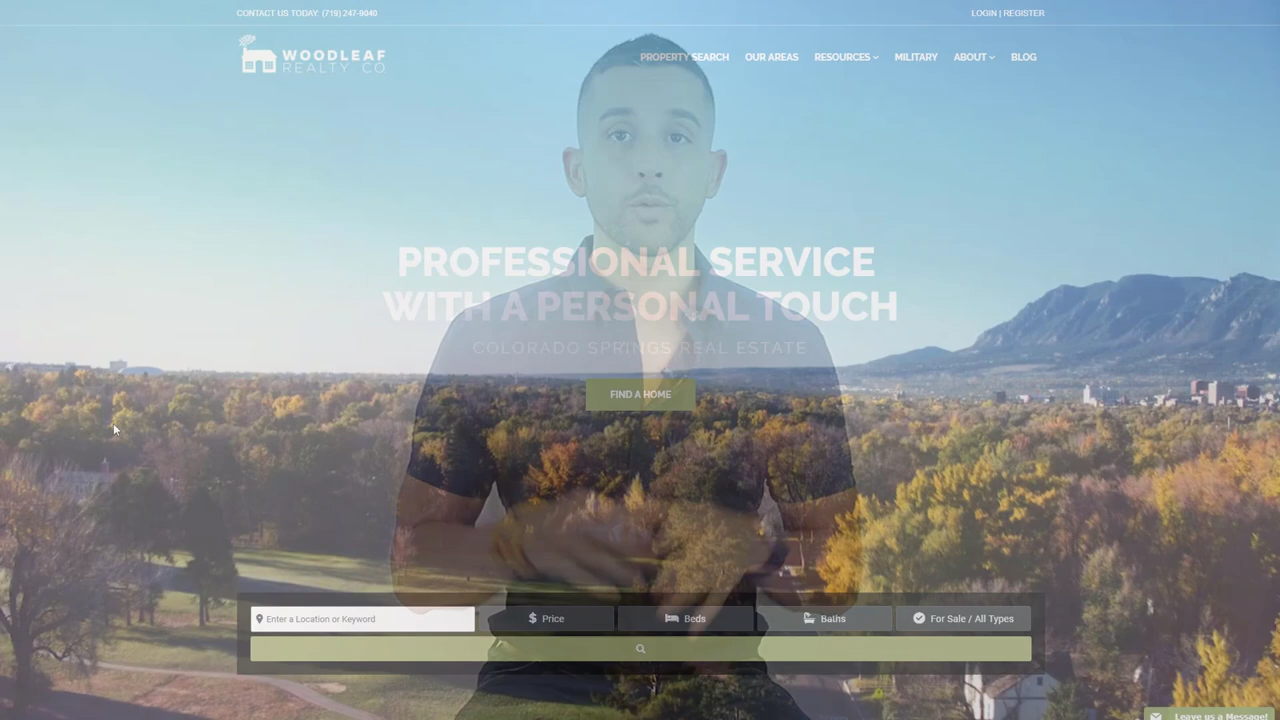 CONTACT US TODAY: (719) 247-9040
LOGIN | REGISTER
WOODLEAF
REALTY CO
PROPERTY SEARCH
OUR AREAS
RESOURCES
MILITARY
ABOUT
BLOG
PROFESSIONAL SERVICE
WITH A PERSONAL TOUCH
COLORADO SPRINGS REAL ESTATE
FIND A HOME
Enter a Location or Keyword
Price
Beds
Baths
For Sale / All Types
Leave us a Message!